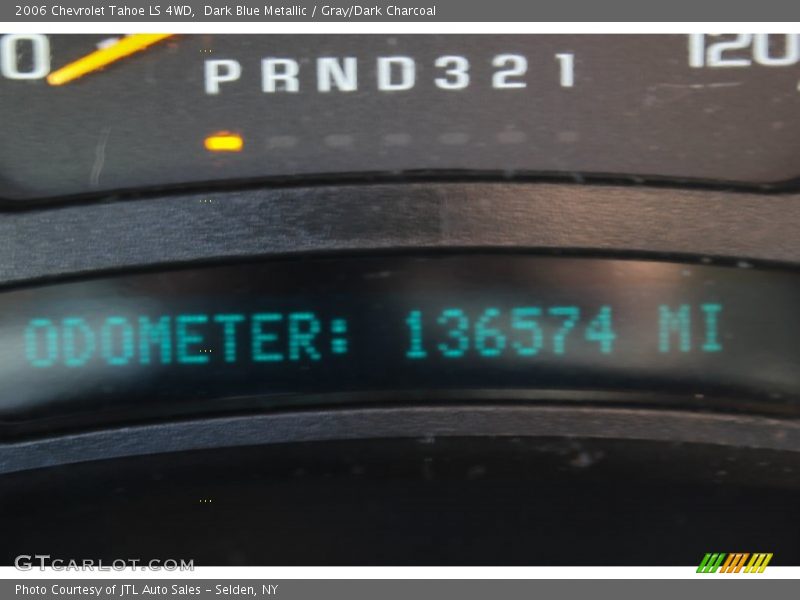 2006 Chevrolet Tahoe LS 4WD,  Dark Blue Metallic / Gray/Dark Charcoal
0 120
PRND321
ODOMETER: 136574 MI
GTCARLOT.COM
Photo Courtesy of JTL Auto Sales - Selden, NY